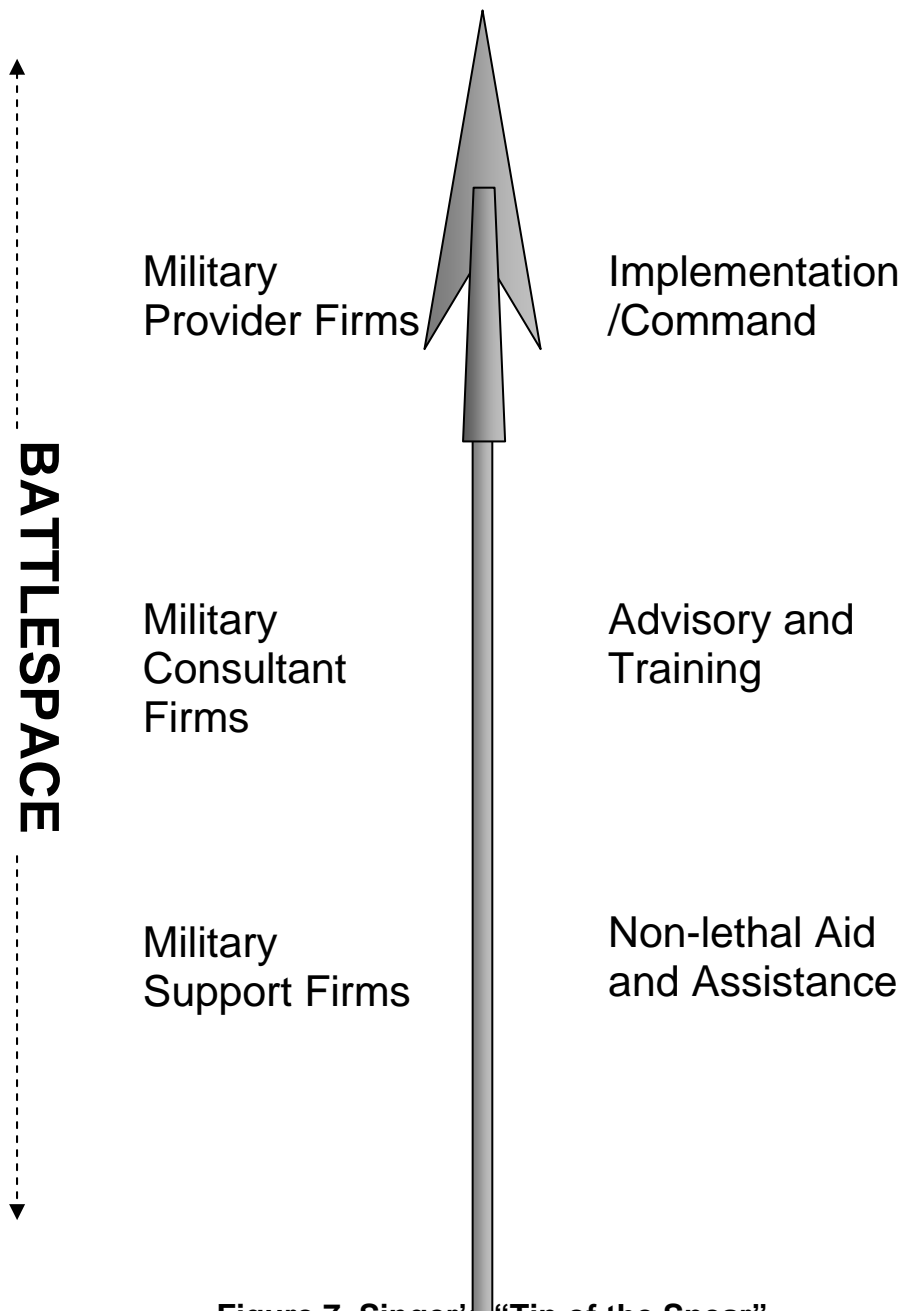 Military
Provider Firms
Implementation
/Command
BATTLESPACE
Military
Consultant
Firms
Advisory and
Training
Military
Support Firms
Non-lethal Aid
and Assistance
Figure 7. Singer's “Tip of the Spear”